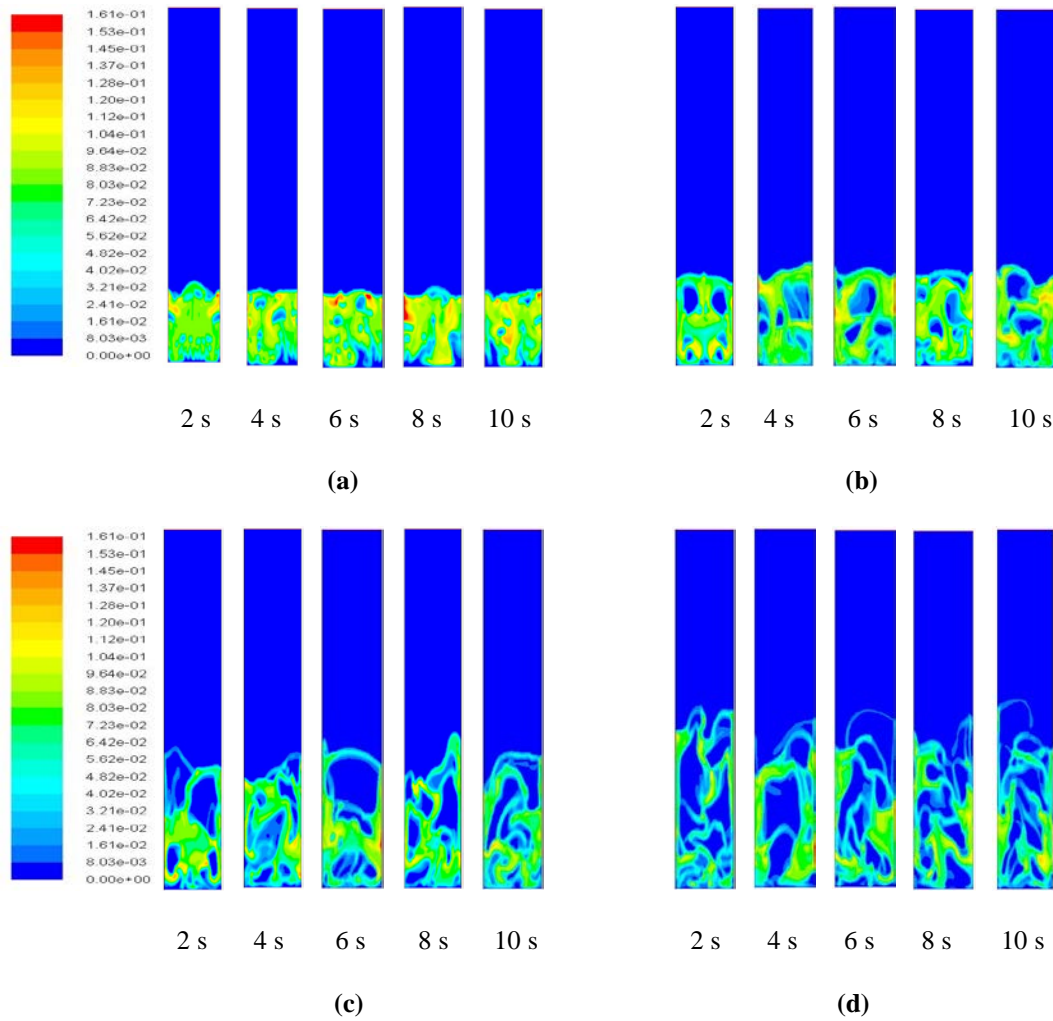 1.61e-01
1.53e-01
1.45e-01
1.37e-01
1.28e-01
1.20e-01
1.12e-01
1.04e-01
9.64e-02
8.83e-02
8.03e-02
7.23e-02
6.42e-02
5.62e-02
4.82e-02
4.02e-02
3.21e-02
2.41e-02
1.61e-02
8.03e-03
0.00e+00
2 s 4 s 6 s 8 s 10 s
(a)
2 s 4 s 6 s 8 s 10 s
(b)
1.61e-01
1.53e-01
1.45e-01
1.37e-01
1.28e-01
1.20e-01
1.12e-01
1.04e-01
9.64e-02
8.83e-02
8.03e-02
7.23e-02
6.42e-02
5.62e-02
4.82e-02
4.02e-02
3.21e-02
2.41e-02
1.61e-02
8.03e-03
0.00e+00
2 s 4 s 6 s 8 s 10 s
(c)
2 s 4 s 6 s 8 s 10 s
(d)